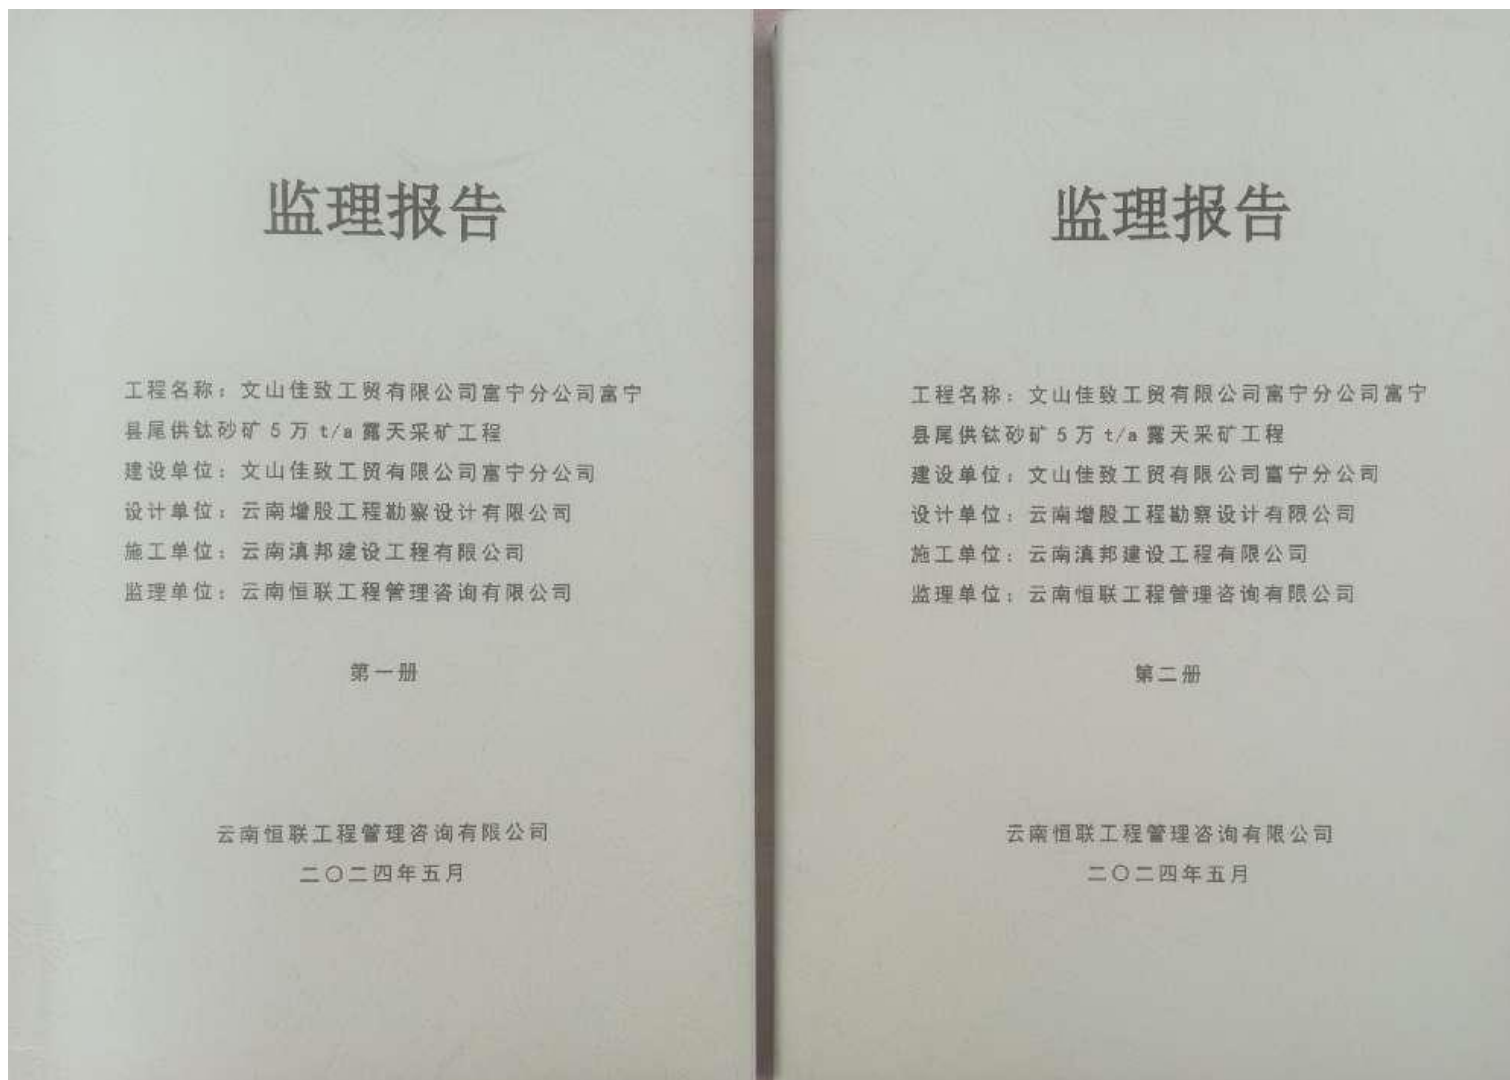 监理报告
工程名称：文山佳致工贸有限公司富宁分公司富宁
县尾供钛砂矿5万t/a露天采矿工程
建设单位：文山佳致工贸有限公司富宁分公司
设计单位：云南增股工程勘察设计有限公司
施工单位：云南滇邦建设工程有限公司
监理单位：云南恒联工程管理咨询有限公司
第一册
云南恒联工程管理咨询有限公司
二〇二四年五月
监理报告
工程名称：文山佳致工贸有限公司富宁分公司富宁
县尾供钛砂矿5万t/a露天采矿工程
建设单位：文山佳致工贸有限公司富宁分公司
设计单位：云南增股工程勘察设计有限公司
施工单位：云南滇邦建设工程有限公司
监理单位：云南恒联工程管理咨询有限公司
第二册
云南恒联工程管理咨询有限公司
二〇二四年五月